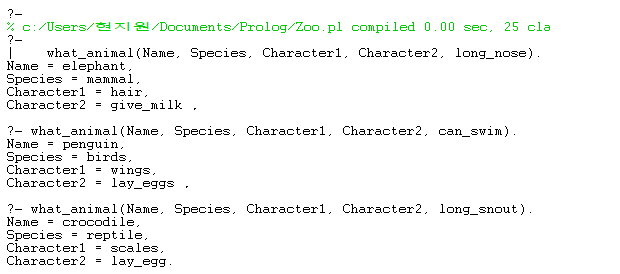 ?-
% c:/Users/현지원/Documents/Prolog/Zoo.pl compiled 0.00 sec, 25 cla
?-
|    what_animal(Name, Species, Character1, Character2, long_nose).
Name = elephant,
Species = mammal,
Character1 = hair,
Character2 = give_milk ,
?- what_animal(Name, Species, Character1, Character2, can_swim).
Name = penguin,
Species = birds,
Character1 = wings,
Character2 = lay_eggs ,
?- what_animal(Name, Species, Character1, Character2, long_snout).
Name = crocodile,
Species = reptile,
Character1 = scales,
Character2 = lay_egg.